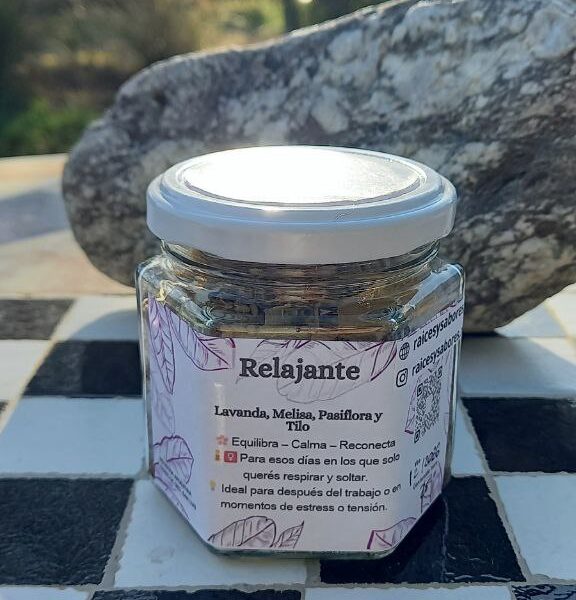 Relajante
Lavanda, Melisa, Pasiflora y
Tilo
Equilibra – Calma – Reconecta
Para esos días en los que solo
querés respirar y soltar.
Ideal para después del trabajo o en
momentos de estress o tensión.
raicesysabores
raicesysabores